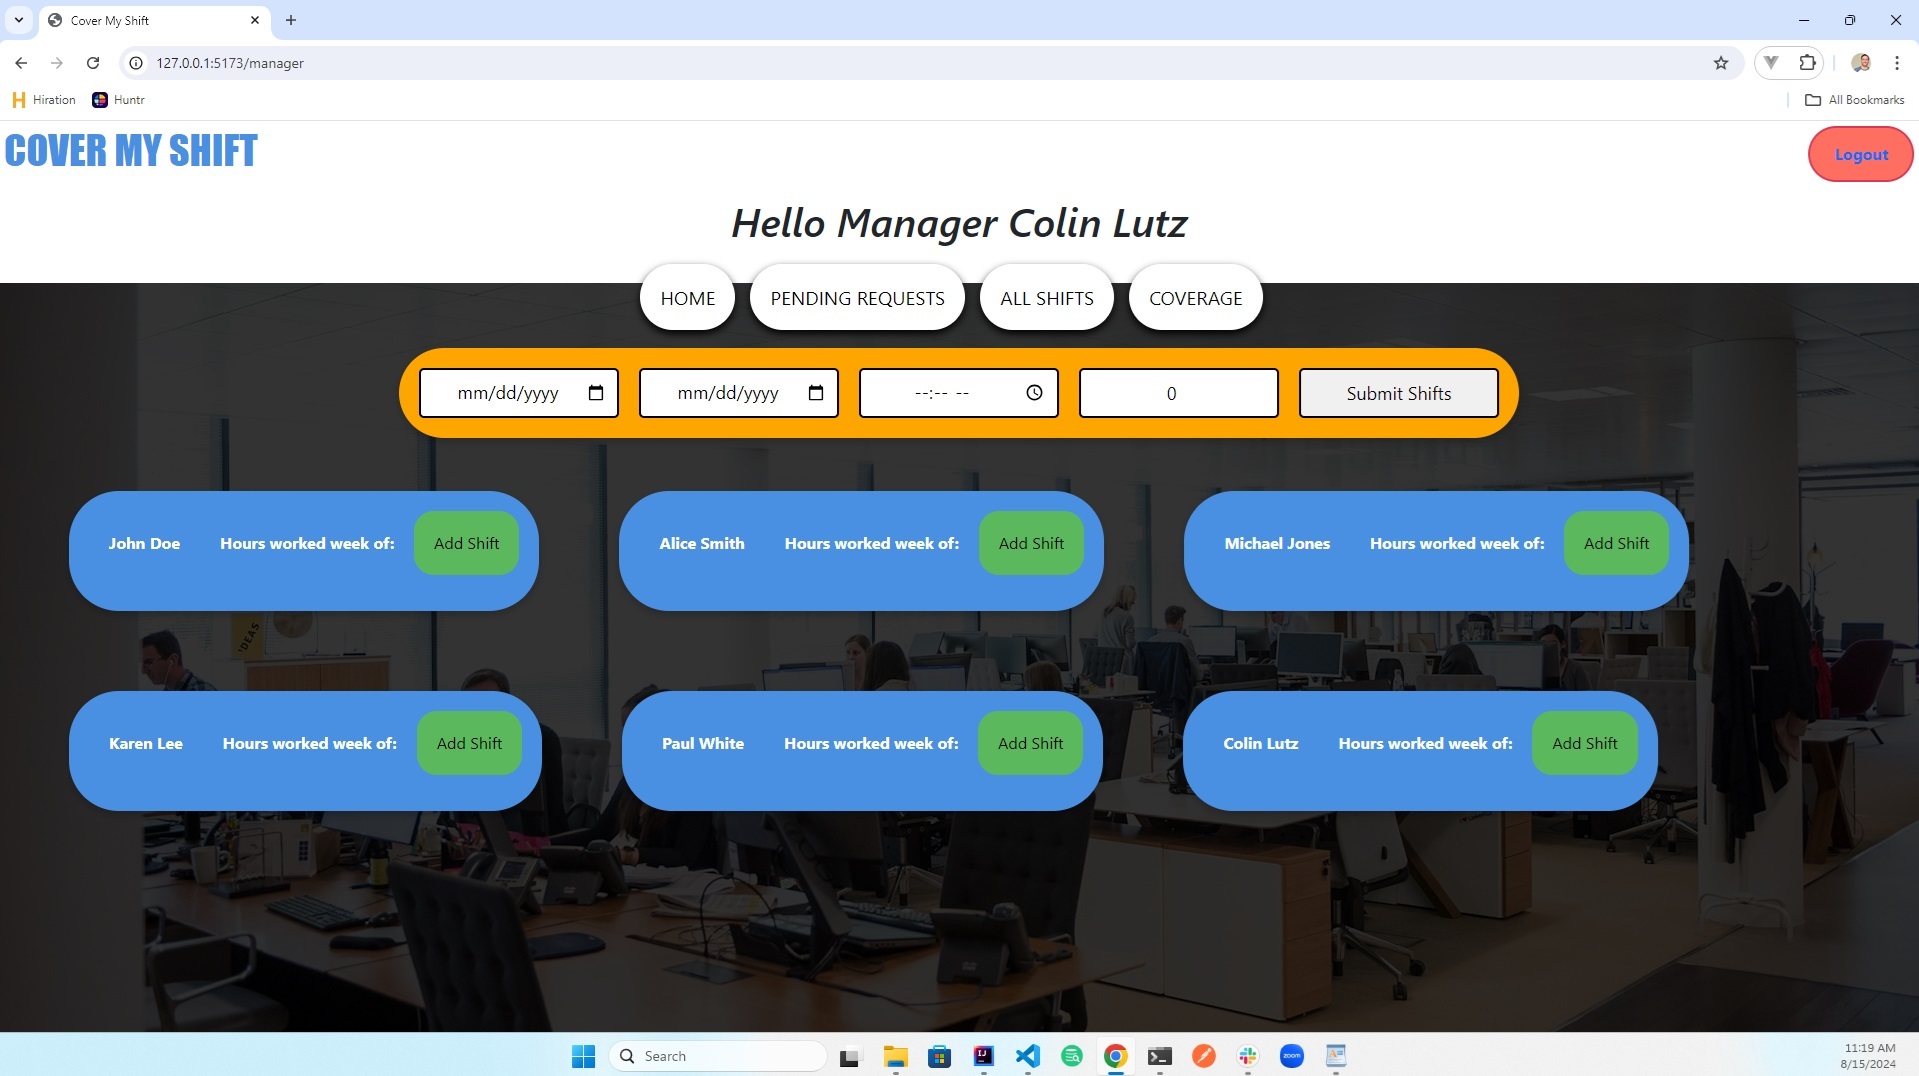 Cover My Shift
127.0.0.1:5173/manager
Hiration Huntr All Bookmarks
COVER MY SHIFT
Logout
Hello Manager Colin Lutz
HOME PENDING REQUESTS ALL SHIFTS COVERAGE
mm/dd/yyyy mm/dd/yyyy --:-- -- 0 Submit Shifts
John Doe Hours worked week of: Add Shift
Alice Smith Hours worked week of: Add Shift
Michael Jones Hours worked week of: Add Shift
IDEAS
Karen Lee Hours worked week of: Add Shift
Paul White Hours worked week of: Add Shift
Colin Lutz Hours worked week of: Add Shift
Search
zoom
11:19 AM
8/15/2024